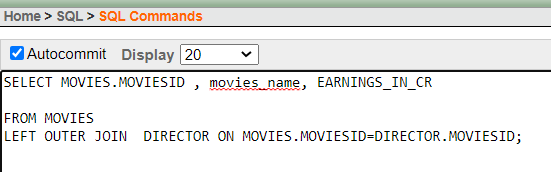 Home > SQL > SQL Commands
Autocommit Display 20
SELECT MOVIES.MOVIESID , movies_name, EARNINGS_IN_CR
FROM MOVIES
LEFT OUTER JOIN  DIRECTOR ON MOVIES.MOVIESID=DIRECTOR.MOVIESID;